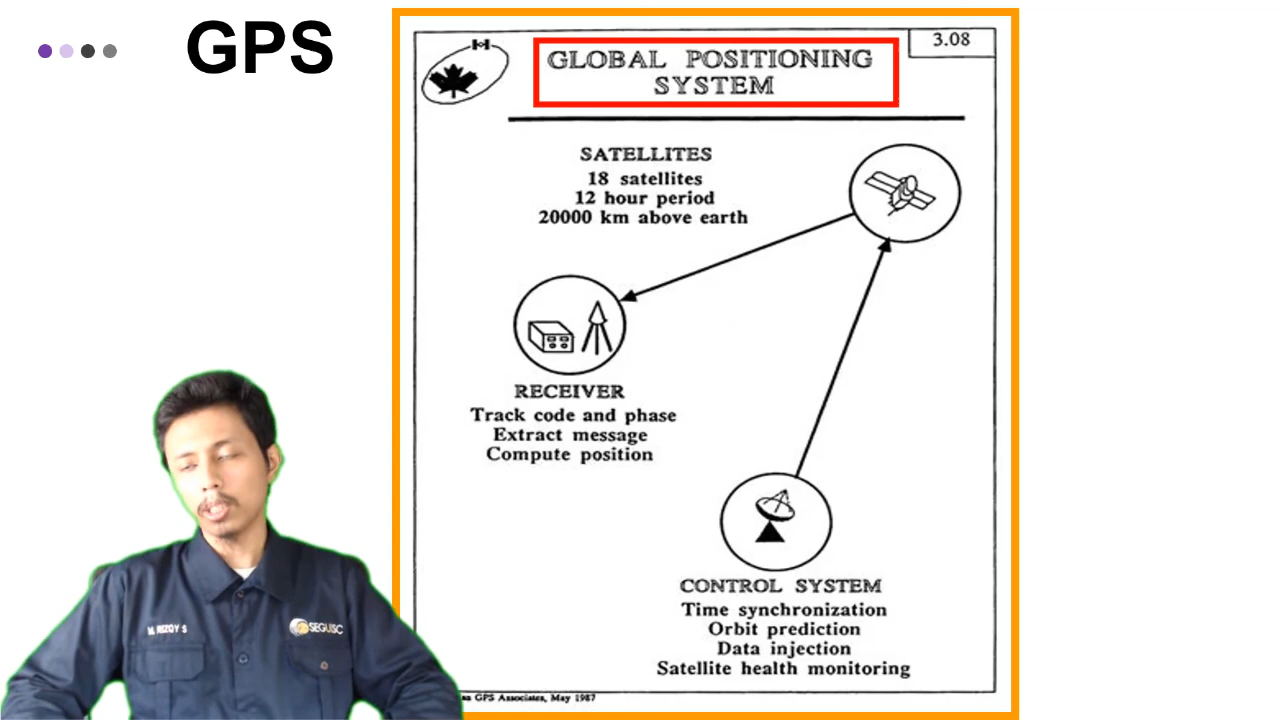 GPS
3.08
GLOBAL POSITIONING
SYSTEM
SATELLITES
18 satellites
12 hour period
20000 km above earth
RECEIVER
Track code and phase
Extract message
Compute position
CONTROL SYSTEM
Time synchronization
Orbit prediction
Data injection
Satellite health monitoring
GPS Associates, May 1987
M. RIZQY S
SEGUISC